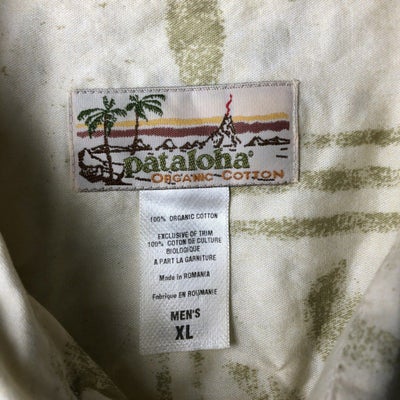 pataloha®
ORGANIC COTTON
100% ORGANIC COTTON
EXCLUSIVE OF TRIM
100% COTON DE CULTURE
BIOLOGIQUE
A PART LA GARNITURE
Made in ROMANIA
Fabrique EN ROUMANIE
MEN'S
XL